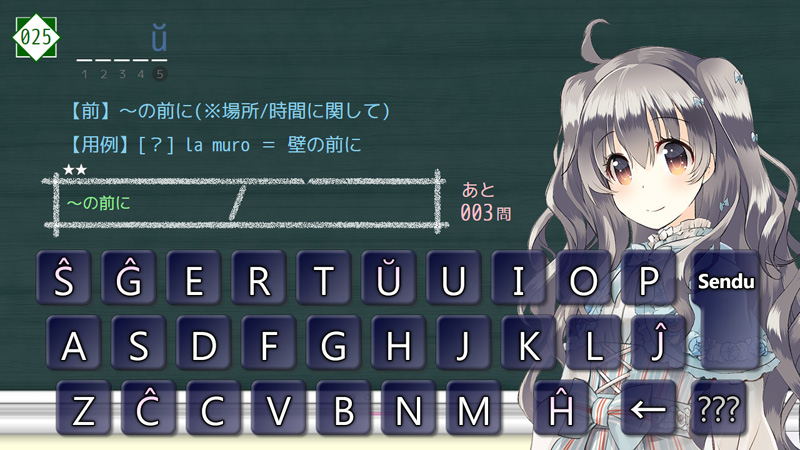 025
ŭ
1 2 3 4 5
【前】～の前に(※場所/時間に関して)
【用例】[？] la muro ＝ 壁の前に
★★
～の前に
あと
003問
Ŝ Ĝ E R T Ŭ U I O P Sendu
A S D F G H J K L Ĵ
Z Ĉ C V B N M Ĥ ← ???